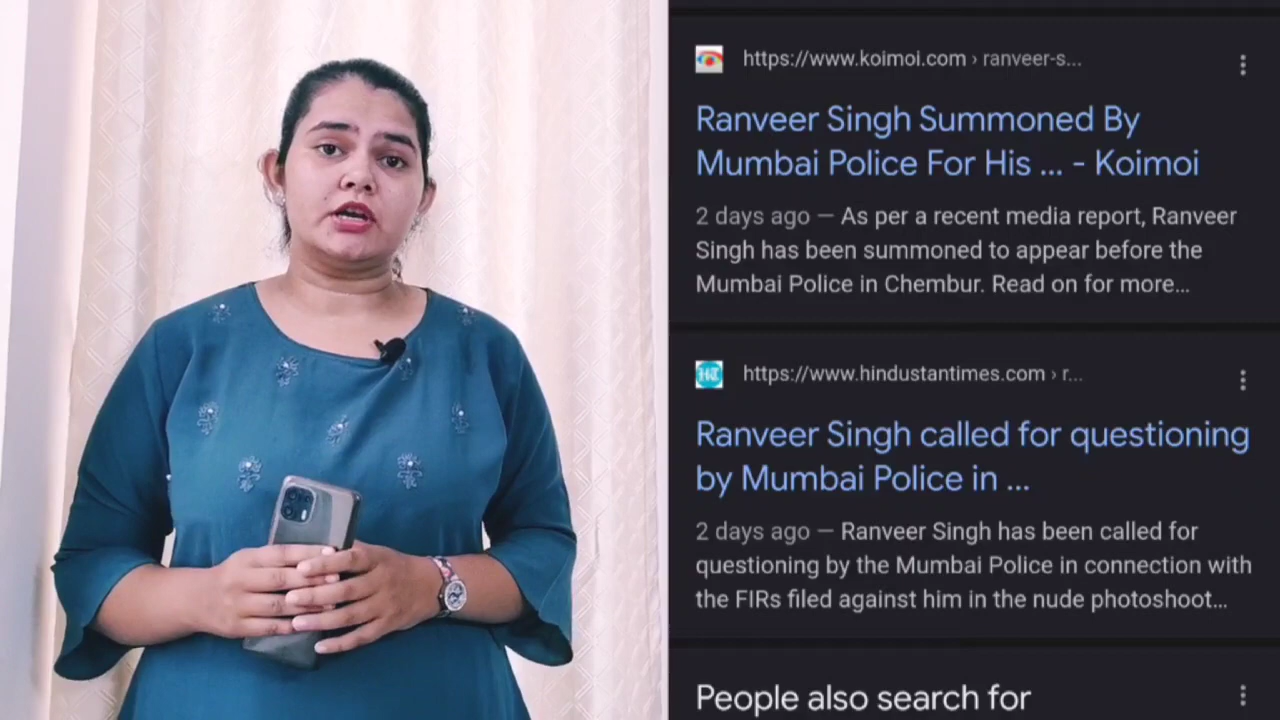 https://www.koimoi.com › ranveer-s...
Ranveer Singh Summoned By
Mumbai Police For His ... - Koimoi
2 days ago — As per a recent media report, Ranveer
Singh has been summoned to appear before the
Mumbai Police in Chembur. Read on for more...
HT
https://www.hindustantimes.com › r...
Ranveer Singh called for questioning
by Mumbai Police in ...
2 days ago — Ranveer Singh has been called for
questioning by the Mumbai Police in connection with
the FIRs filed against him in the nude photoshoot...
People also search for